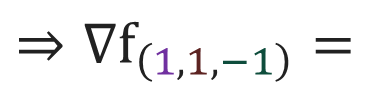 ⇒ ∇f₍₁,₁,₋₁₎ =